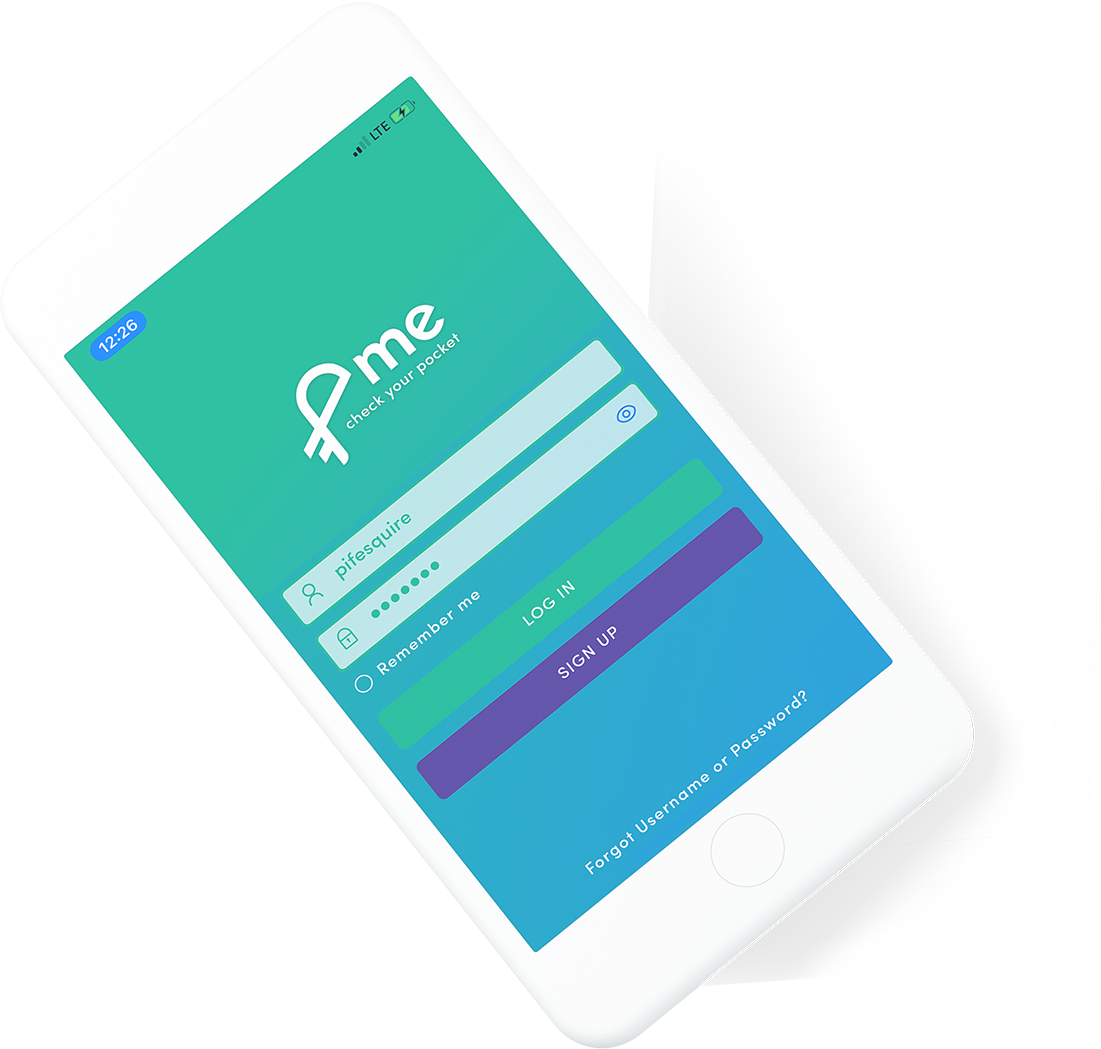 12:26
LTE
me
check your pocket
pifesquire
Remember me
LOG IN
SIGN UP
Forgot Username or Password?